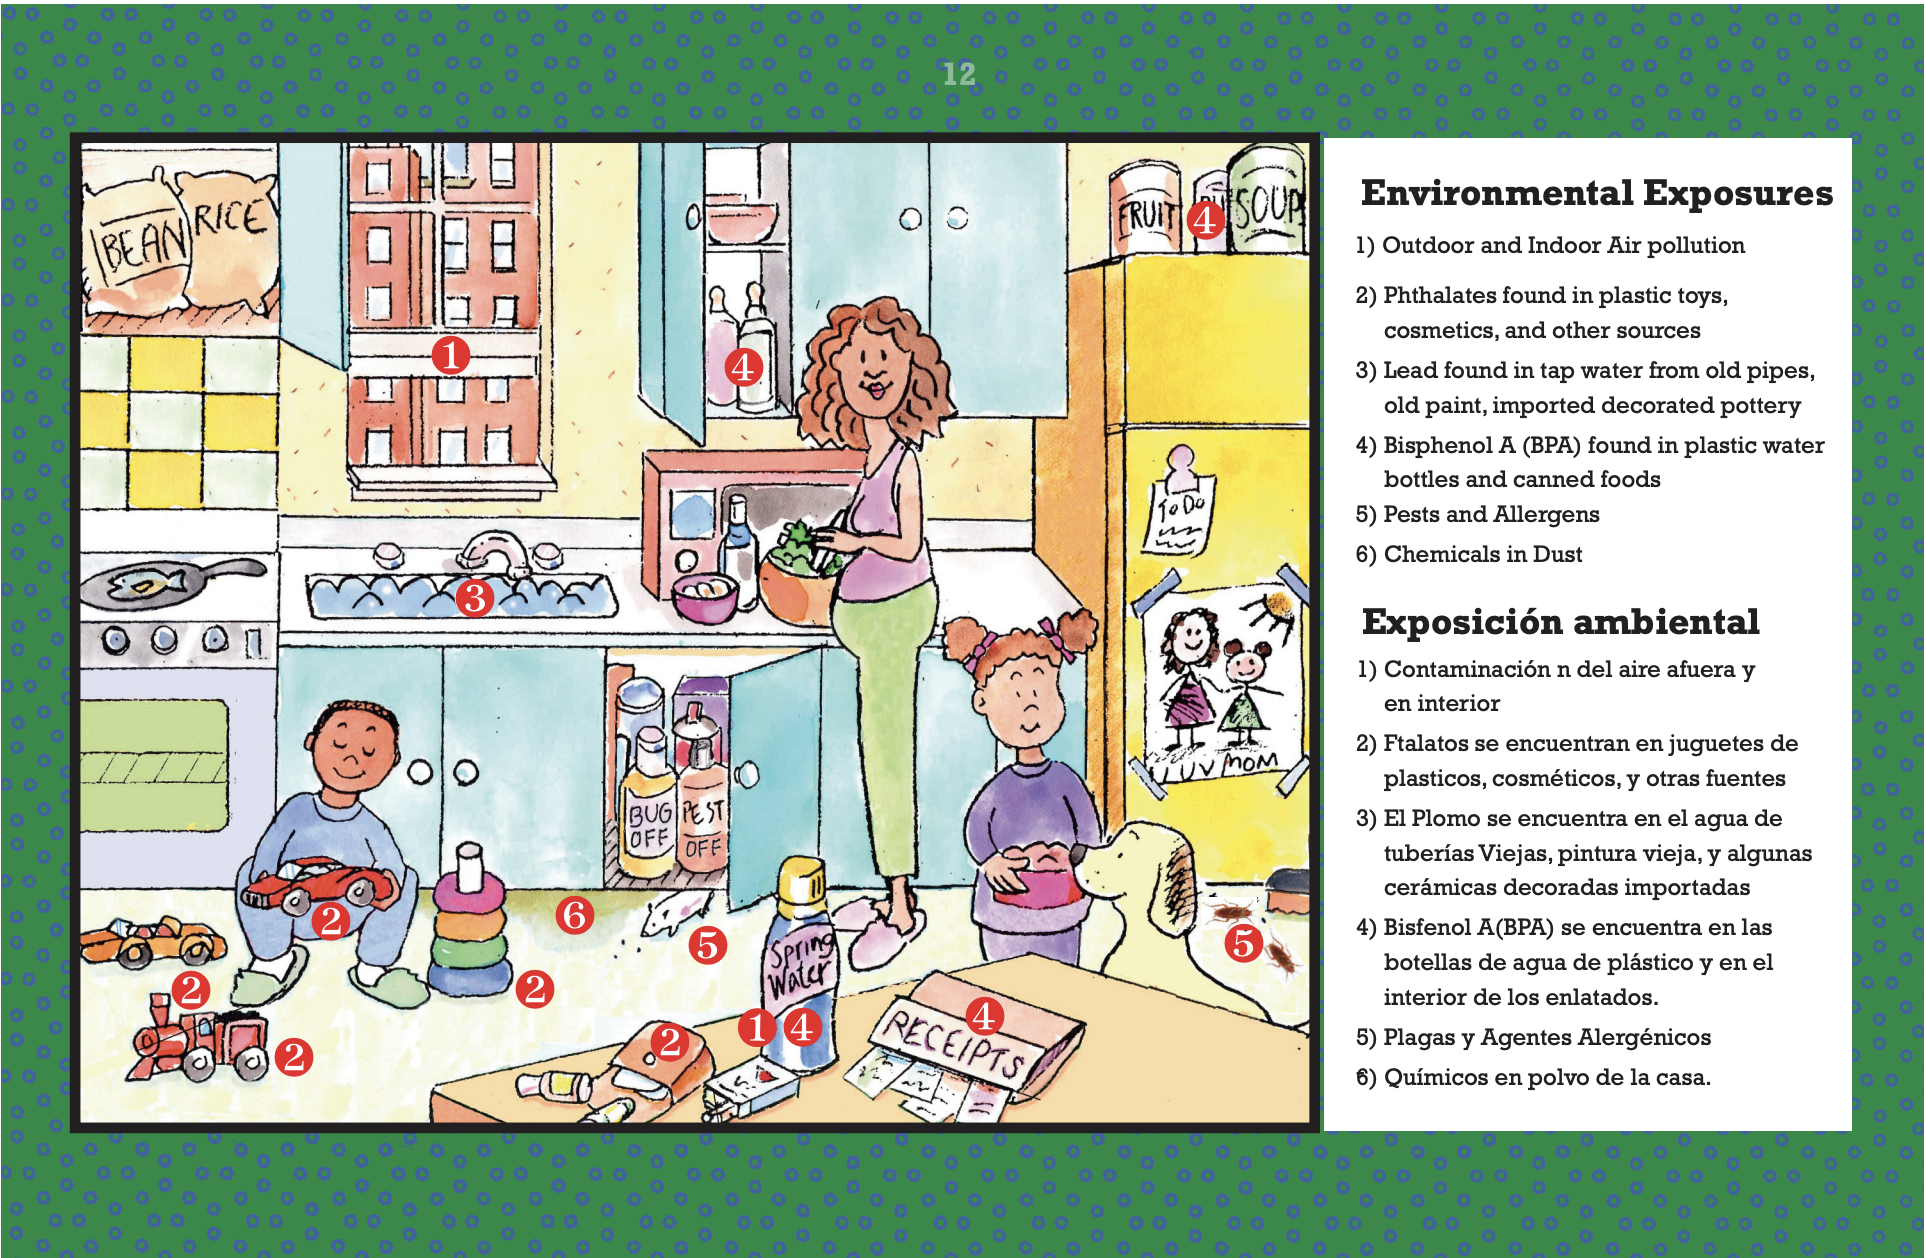 12
BEAN
RICE
FRUIT
SOUP
To Do
I LUV MOM
BUG
OFF
PEST
OFF
Spring
Water
RECEIPTS
1
4
4
3
2
6
5
5
2
2
2
2
1 4
4
Environmental Exposures
1) Outdoor and Indoor Air pollution
2) Phthalates found in plastic toys,
cosmetics, and other sources
3) Lead found in tap water from old pipes,
old paint, imported decorated pottery
4) Bisphenol A (BPA) found in plastic water
bottles and canned foods
5) Pests and Allergens
6) Chemicals in Dust
Exposición ambiental
1) Contaminación n del aire afuera y
en interior
2) Ftalatos se encuentran en juguetes de
plasticos, cosméticos, y otras fuentes
3) El Plomo se encuentra en el agua de
tuberías Viejas, pintura vieja, y algunas
cerámicas decoradas importadas
4) Bisfenol A(BPA) se encuentra en las
botellas de agua de plástico y en el
interior de los enlatados.
5) Plagas y Agentes Alergénicos
6) Químicos en polvo de la casa.